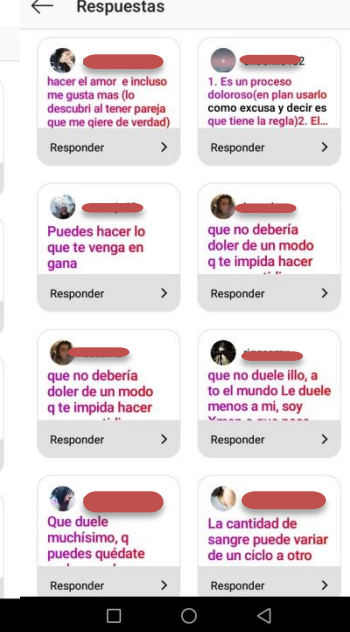 Respuestas
hacer el amor e incluso
me gusta mas (lo
descubri al tener pareja
que me qiere de verdad)
Responder
1. Es un proceso
doloroso(en plan usarlo
como excusa y decir es
que tiene la regla)2. El...
Responder
Puedes hacer lo
que te venga en
gana
Responder
que no debería
doler de un modo
q te impida hacer
Responder
que no debería
doler de un modo
q te impida hacer
Responder
que no duele illo, a
to el mundo Le duele
menos a mi, soy
Responder
Que duele
muchísimo, q
puedes quédate
Responder
La cantidad de
sangre puede variar
de un ciclo a otro
Responder